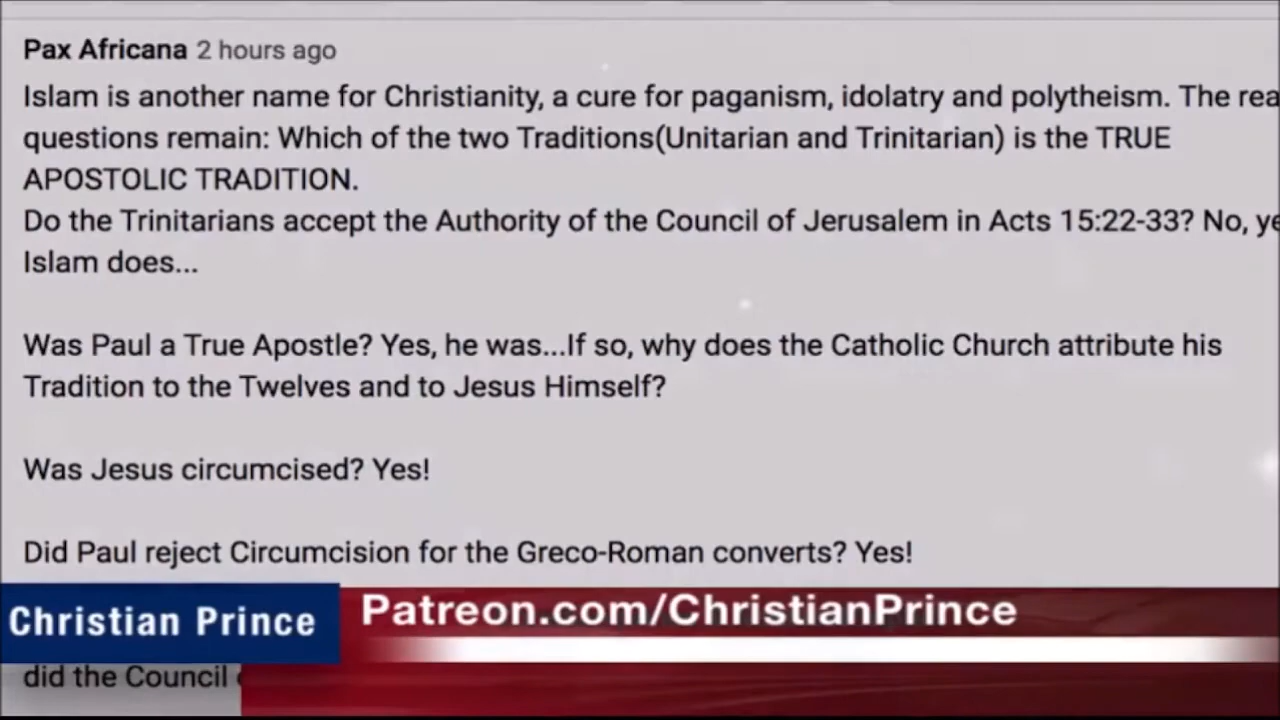 Pax Africana 2 hours ago
Islam is another name for Christianity, a cure for paganism, idolatry and polytheism. The rea
questions remain: Which of the two Traditions(Unitarian and Trinitarian) is the TRUE
APOSTOLIC TRADITION.
Do the Trinitarians accept the Authority of the Council of Jerusalem in Acts 15:22-33? No, ye
Islam does...
Was Paul a True Apostle? Yes, he was...If so, why does the Catholic Church attribute his
Tradition to the Twelves and to Jesus Himself?
Was Jesus circumcised? Yes!
Did Paul reject Circumcision for the Greco-Roman converts? Yes!
Christian Prince
Patreon.com/ChristianPrince
did the Council